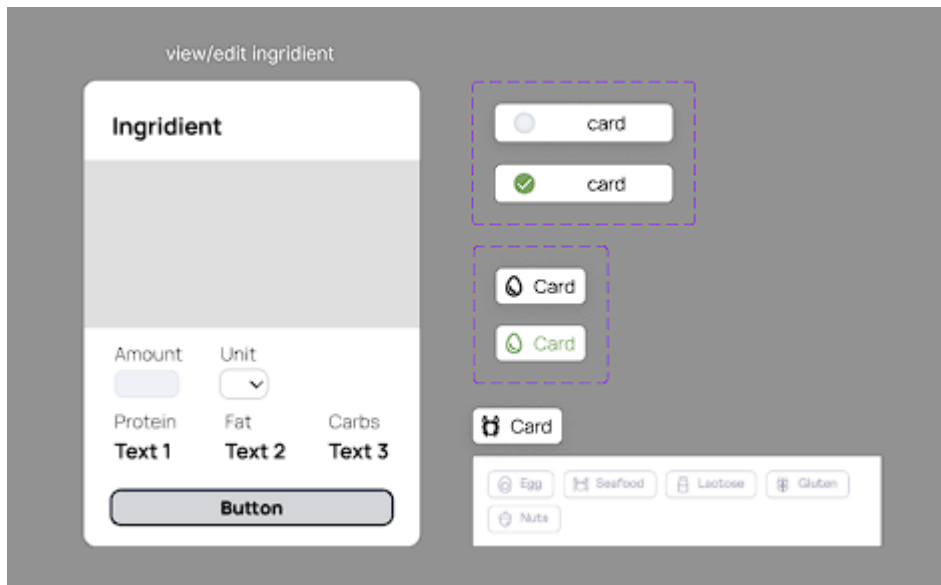 view/edit ingridient
Ingridient
Amount Unit
Protein Fat Carbs
Text 1 Text 2 Text 3
Button
card
card
Card
Card
Card
Egg Seafood Lactose Gluten
Nuts